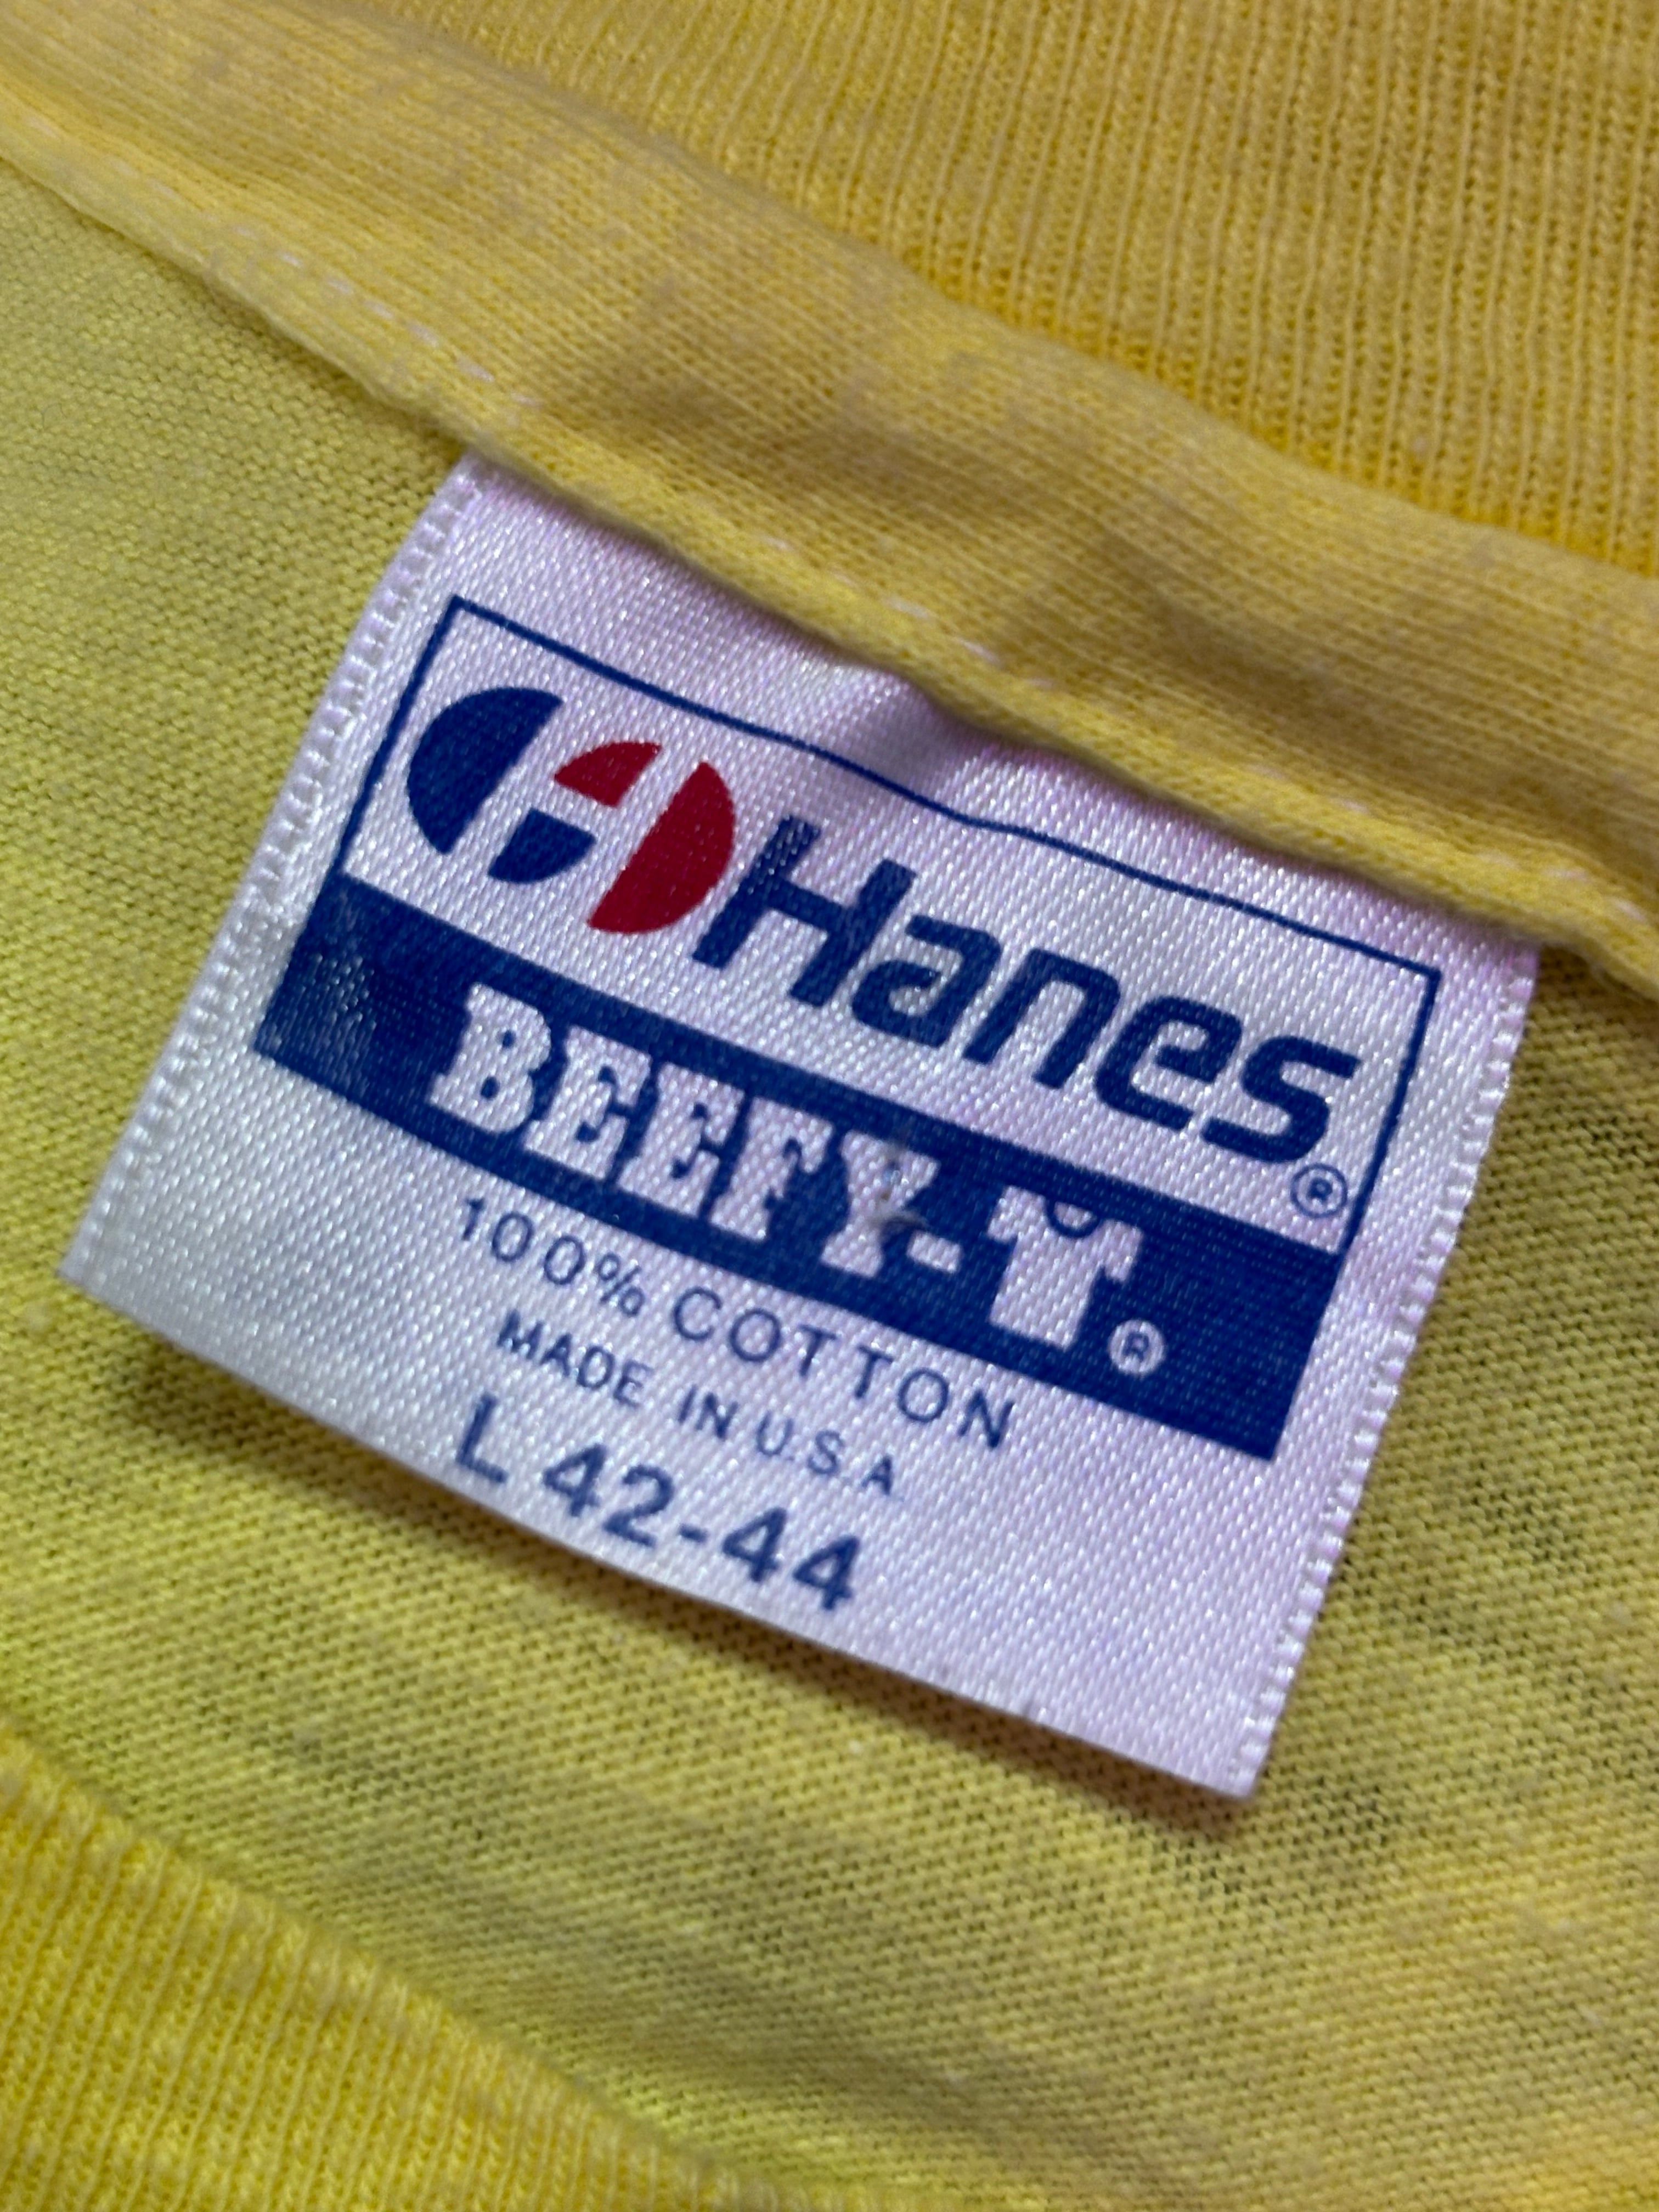 Hanes®
BEEFY-T®
100% COTTON
MADE IN U.S.A.
L 42-44